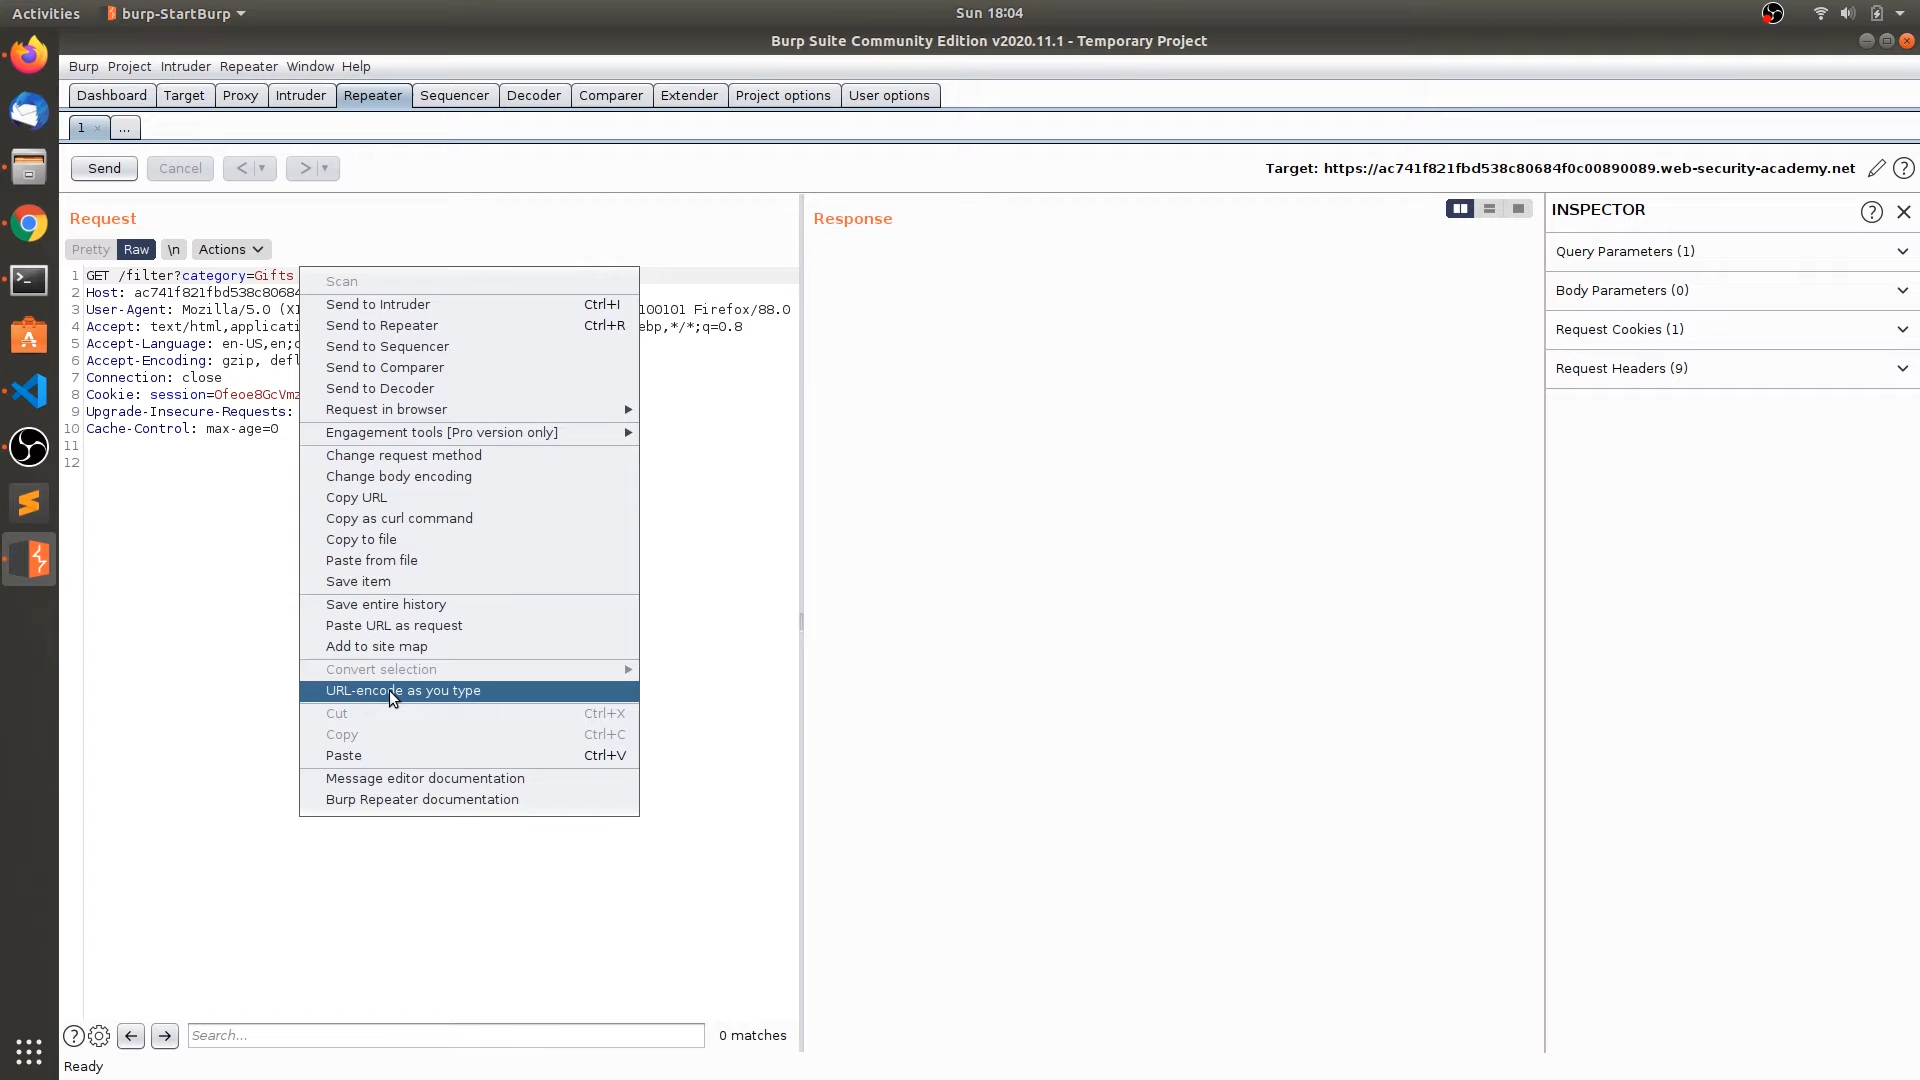 Activities
burp-StartBurp
Sun 18:04
Burp Suite Community Edition v2020.11.1 - Temporary Project
Burp Project Intruder Repeater Window Help
Dashboard Target Proxy Intruder Repeater Sequencer Decoder Comparer Extender Project options User options
1 × ...
Send Cancel < > Target: https://ac741f821fbd538c80684f0c00890089.web-security-academy.net
Request
Response
INSPECTOR
Pretty Raw \n Actions
Query Parameters (1)
Body Parameters (0)
Request Cookies (1)
Request Headers (9)
1 GET /filter?category=Gifts
2 Host: ac741f821fbd538c80684
3 User-Agent: Mozilla/5.0 (X1 100101 Firefox/88.0
4 Accept: text/html,applicati ebp,*/*;q=0.8
5 Accept-Language: en-US,en;q
6 Accept-Encoding: gzip, defl
7 Connection: close
8 Cookie: session=Ofeoe8GcVmz
9 Upgrade-Insecure-Requests:
10 Cache-Control: max-age=0
11
12
Scan
Send to Intruder Ctrl+I
Send to Repeater Ctrl+R
Send to Sequencer
Send to Comparer
Send to Decoder
Request in browser
Engagement tools [Pro version only]
Change request method
Change body encoding
Copy URL
Copy as curl command
Copy to file
Paste from file
Save item
Save entire history
Paste URL as request
Add to site map
Convert selection
URL-encode as you type
Cut Ctrl+X
Copy Ctrl+C
Paste Ctrl+V
Message editor documentation
Burp Repeater documentation
Search... 0 matches
Ready